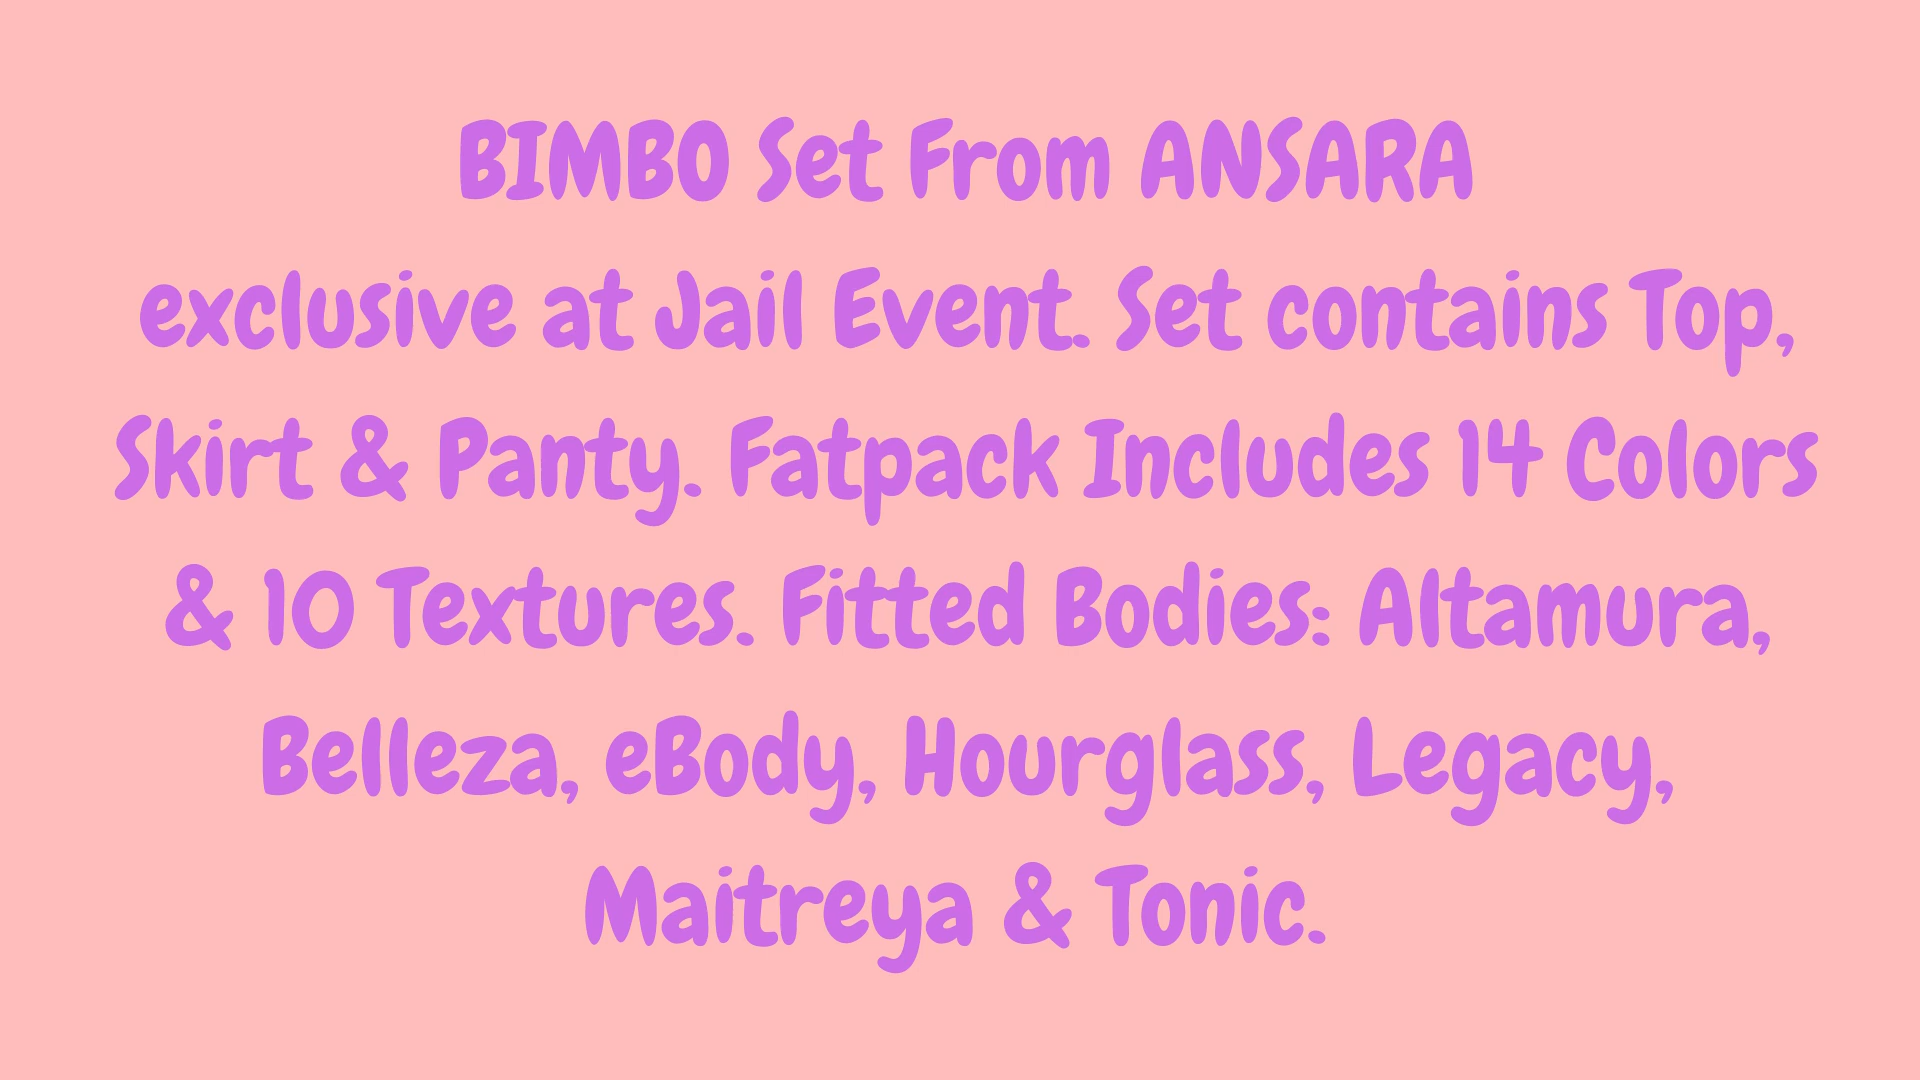 BIMBO Set From ANSARA
exclusive at Jail Event. Set contains Top,
Skirt & Panty. Fatpack Includes 14 Colors
& 10 Textures. Fitted Bodies: Altamura,
Belleza, eBody, Hourglass, Legacy,
Maitreya & Tonic.